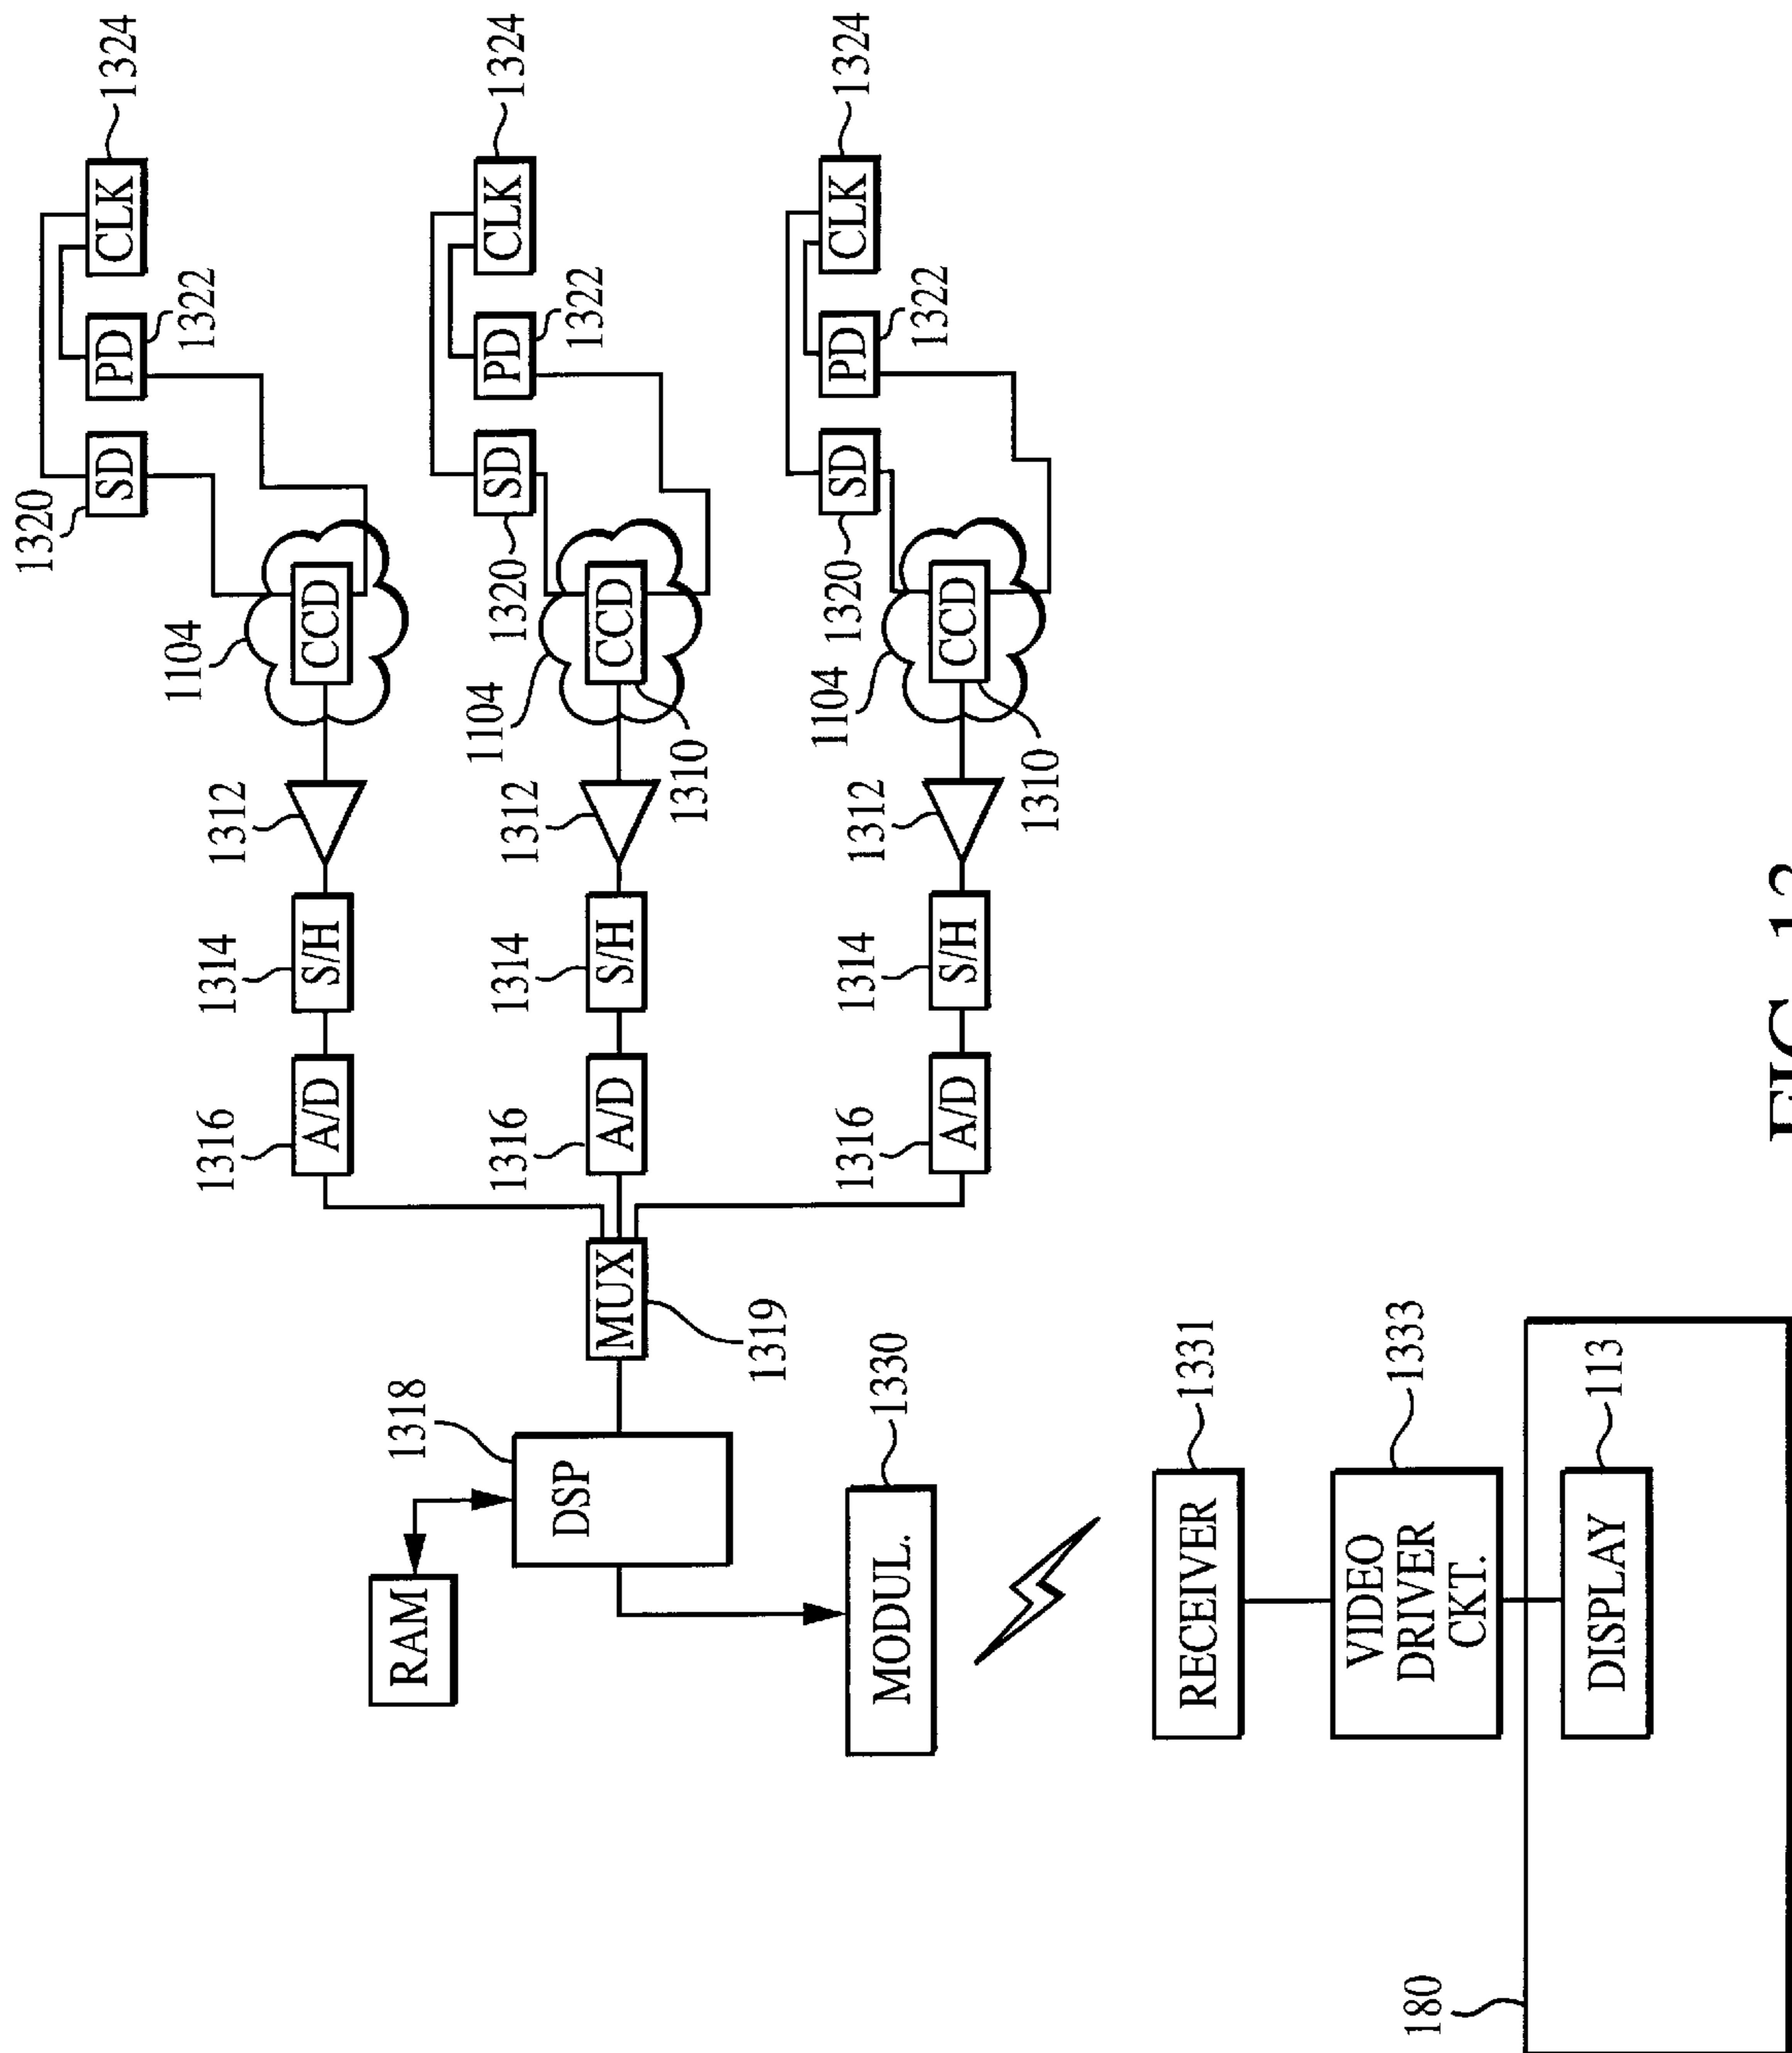 1320
SD
PD
CLK
1324
1322
1104
1316
1314
1312
A/D
S/H
CCD
1318
RAM
DSP
1324
SD
PD
CLK
1320
1322
1104
1316
1314
1312
MUX
A/D
S/H
CCD
1319
1310
1330
MODUL.
1324
SD
PD
CLK
1320
1322
1104
1316
1314
1312
A/D
S/H
CCD
1310
1331
RECEIVER
1333
VIDEO
DRIVER
CKT.
180
113
DISPLAY
FIG.